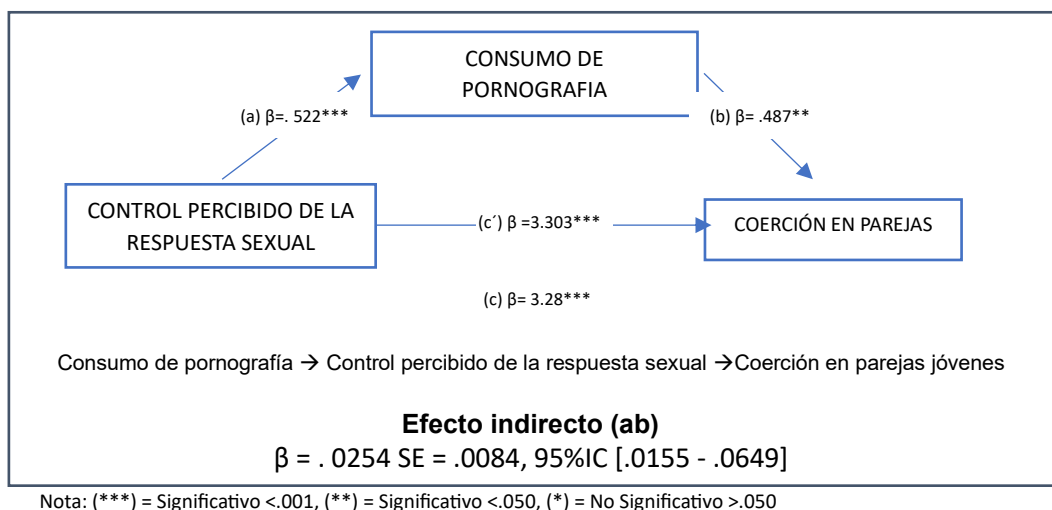 CONSUMO DE
PORNOGRAFIA
(a) β=. 522***
(b) β= .487**
CONTROL PERCIBIDO DE LA
RESPUESTA SEXUAL
(c´) β =3.303***
COERCIÓN EN PAREJAS
(c) β= 3.28***
Consumo de pornografía → Control percibido de la respuesta sexual →Coerción en parejas jóvenes
Efecto indirecto (ab)
β = . 0254 SE = .0084, 95%IC [.0155 - .0649]
Nota: (***) = Significativo <.001, (**) = Significativo <.050, (*) = No Significativo >.050